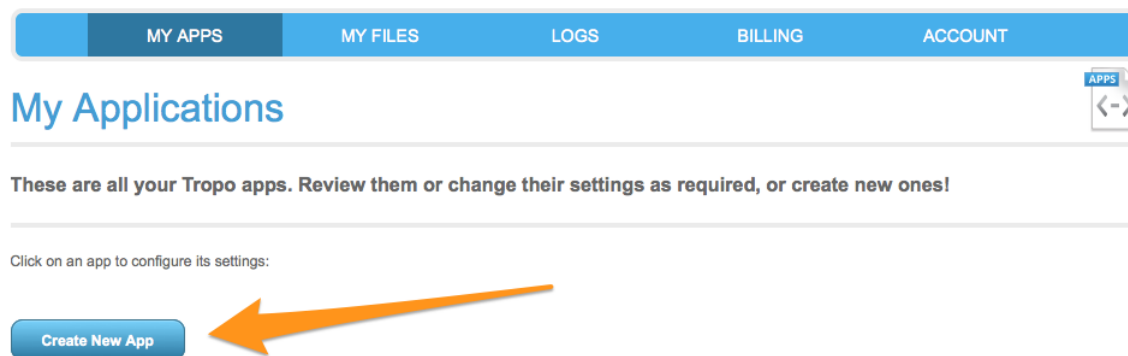 MY APPS MY FILES LOGS BILLING ACCOUNT
APPS
My Applications
These are all your Tropo apps. Review them or change their settings as required, or create new ones!
Click on an app to configure its settings:
Create New App